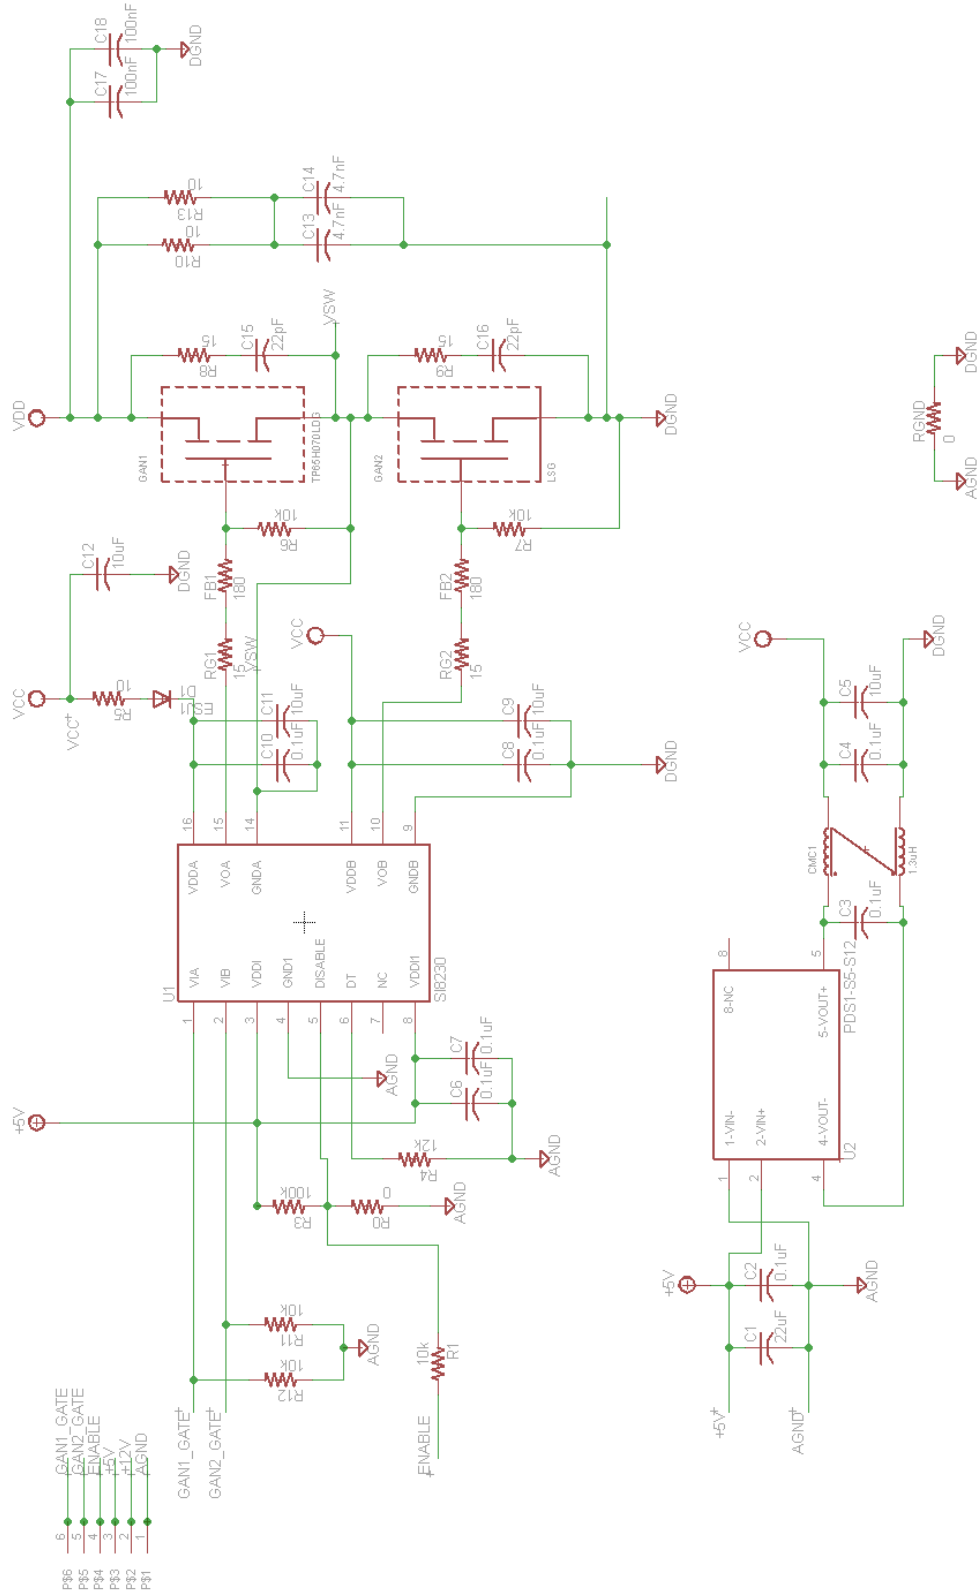 C18
100nF
C17
100nF
DGND
R13
10
R10
10
C14
4.7nF
C13
4.7nF
VDD
R8
15
C15
22pF
VSW
R9
15
C16
22pF
GAN1
TP65H070LDG
GAN2
LSG
DGND
R6
10k
R7
10k
RGND
0
AGND
DGND
VCC
VCC
C12
10uF
DGND
R5
10
D1
ES1J
FB1
180
RG1
15
VSW
VCC
FB2
180
RG2
15
C11
10uF
C10
0.1uF
C9
10uF
C8
0.1uF
DGND
U1
SI8230
16
VDDA
15
VOA
14
GNDA
11
VDDB
10
VOB
9
GNDB
1
VIA
2
VIB
3
VDDI
4
GND1
5
DISABLE
6
DT
7
NC
8
VDDI1
+5V
AGND
C7
0.1uF
C6
0.1uF
R4
12k
AGND
R3
100k
R0
0
AGND
R11
10k
R12
10k
AGND
R1
10k
ENABLE
GAN1_GATE
GAN2_GATE
VCC
C5
10uF
C4
0.1uF
DGND
CMC1
1.3uH
C3
0.1uF
U2
PDS1-S5-S12
8
8-NC
5
5-VOUT+
1
1-VIN-
2
2-VIN+
4
4-VOUT-
+5V
C2
0.1uF
C1
22uF
AGND
+5V
AGND
P$6 6 GAN1_GATE
P$5 5 GAN2_GATE
P$4 4 ENABLE
P$3 3 +5V
P$2 2 +12V
P$1 1 AGND